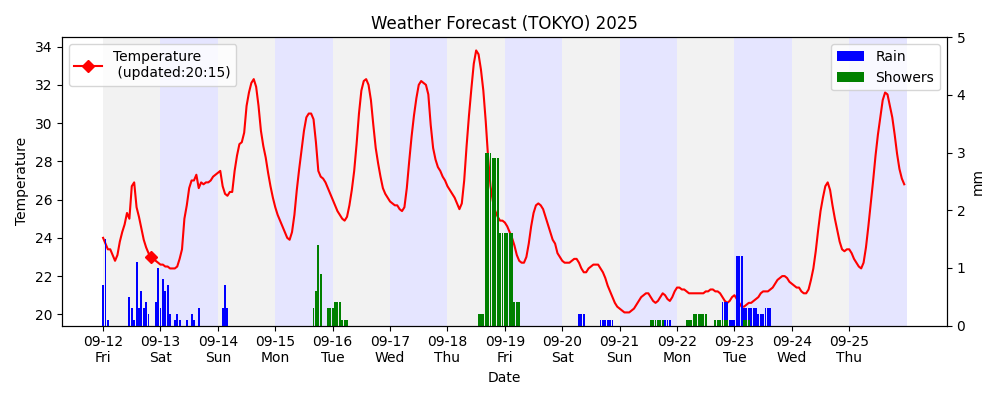 Weather Forecast (TOKYO) 2025
Temperature
(updated:20:15)
Rain
Showers
34
32
30
28
26
24
22
20
Temperature
5
4
3
2
1
0
mm
09-12 09-13 09-14 09-15 09-16 09-17 09-18 09-19 09-20 09-21 09-22 09-23 09-24 09-25
Fri Sat Sun Mon Tue Wed Thu Fri Sat Sun Mon Tue Wed Thu
Date